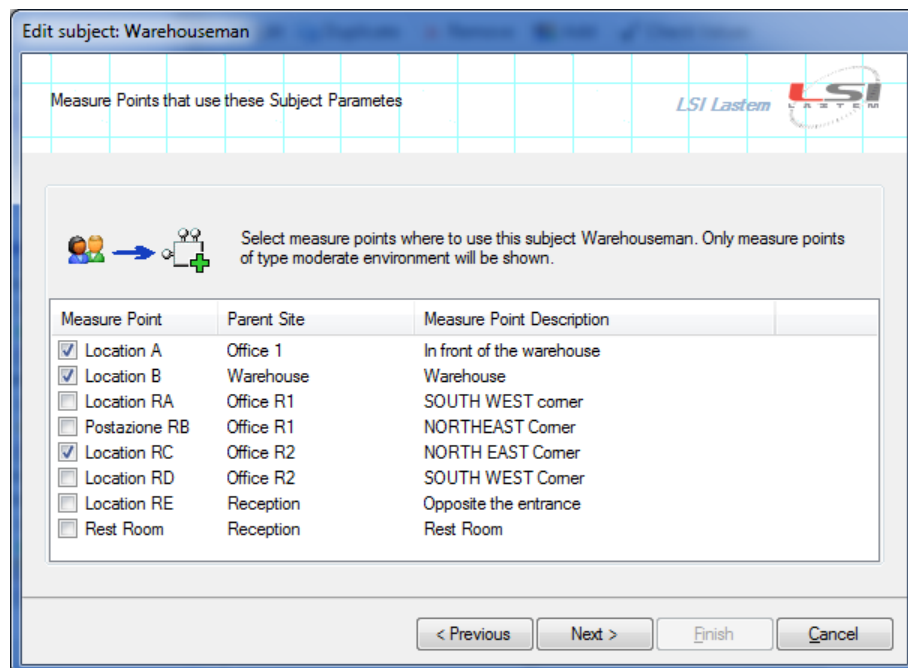 Edit subject: Warehouseman
Measure Points that use these Subject Parametes
LSI Lastem
LSI
LASTEM
Select measure points where to use this subject Warehouseman. Only measure points
of type moderate environment will be shown.
Measure Point Parent Site Measure Point Description
Location A Office 1 In front of the warehouse
Location B Warehouse Warehouse
Location RA Office R1 SOUTH WEST corner
Postazione RB Office R1 NORTHEAST Corner
Location RC Office R2 NORTH EAST Corner
Location RD Office R2 SOUTH WEST Corner
Location RE Reception Opposite the entrance
Rest Room Reception Rest Room
< Previous Next > Finish Cancel